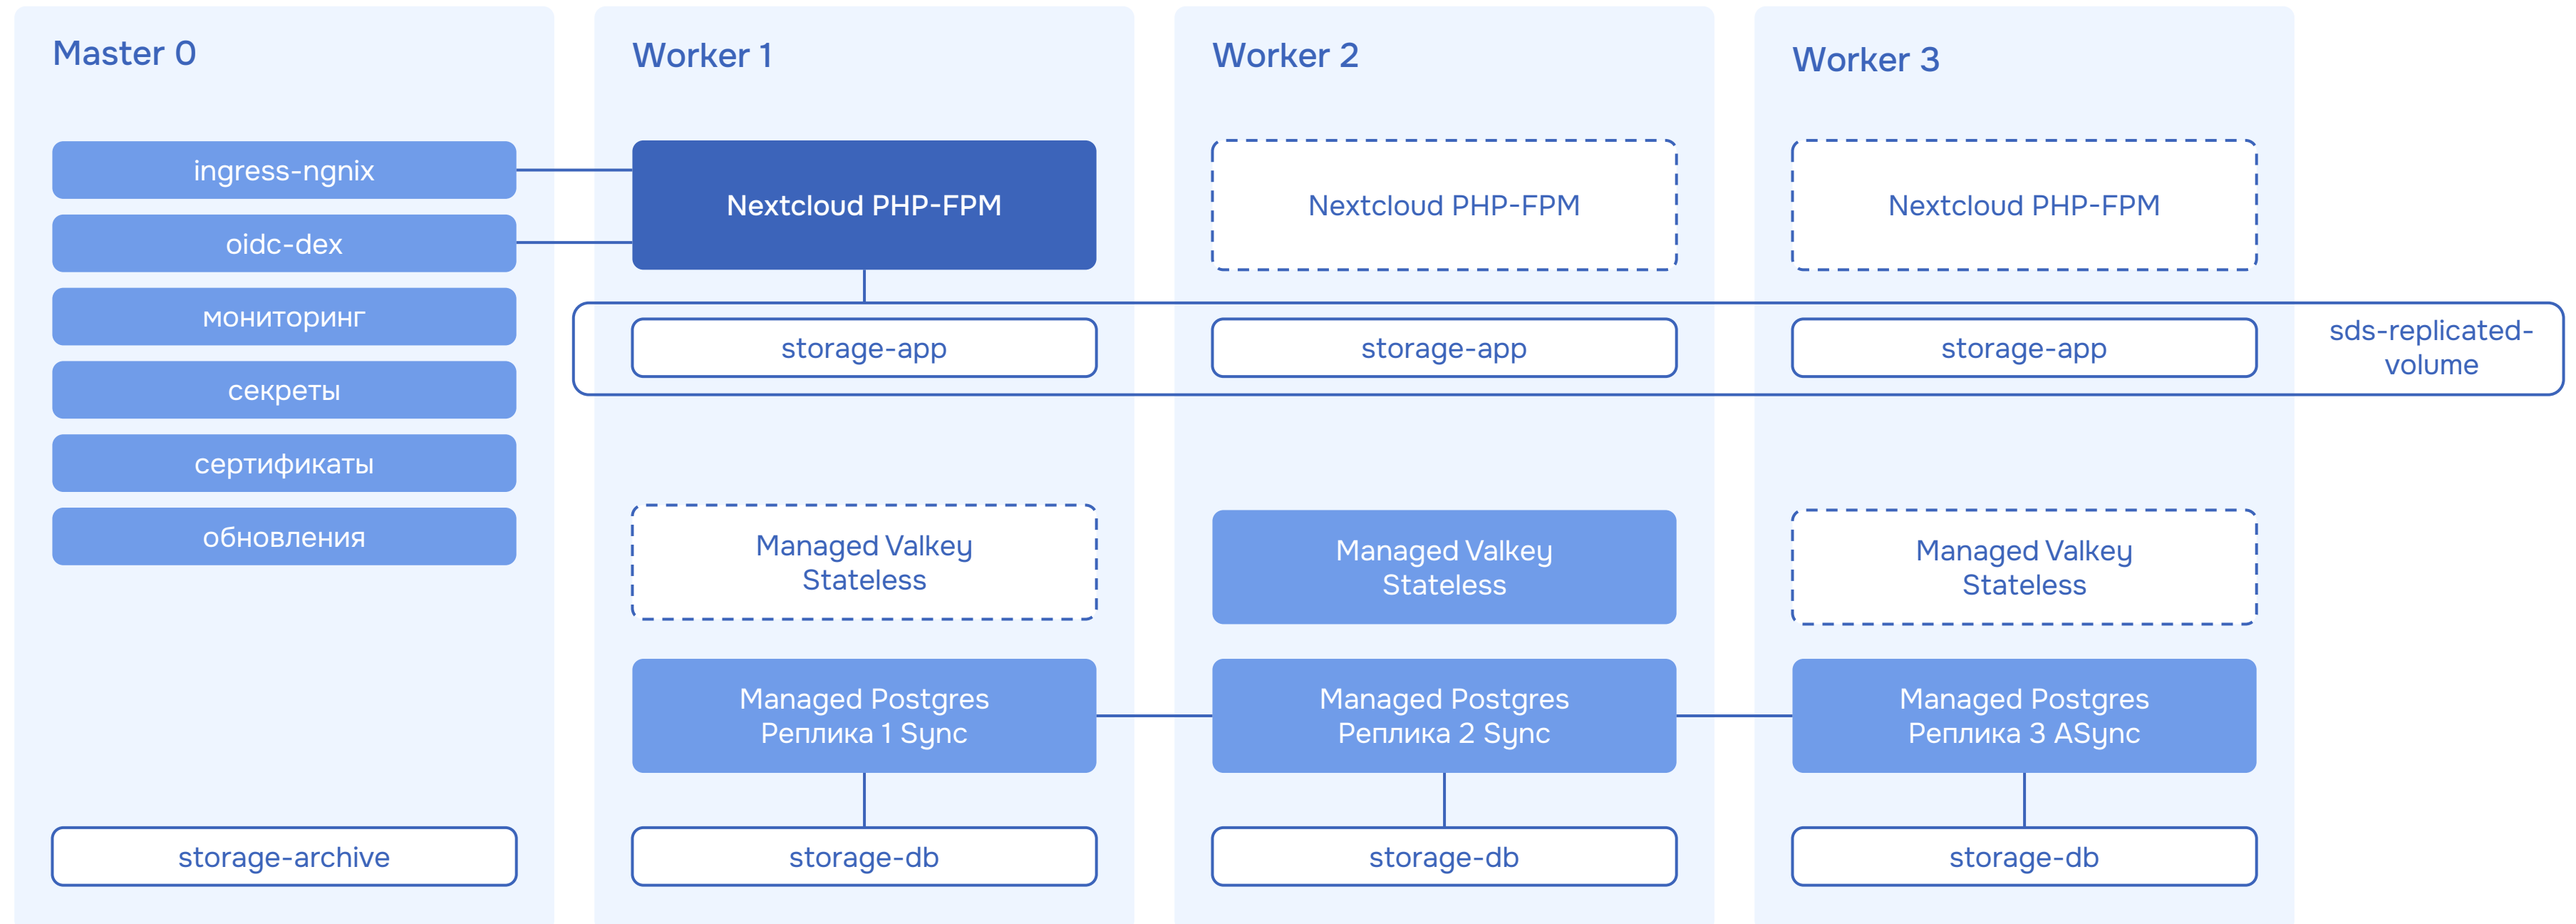 Master 0
ingress-ngnix
oidc-dex
мониторинг
секреты
сертификаты
обновления
storage-archive
Worker 1
Nextcloud PHP-FPM
storage-app
Managed Valkey
Stateless
Managed Postgres
Реплика 1 Sync
storage-db
Worker 2
Nextcloud PHP-FPM
storage-app
Managed Valkey
Stateless
Managed Postgres
Реплика 2 Sync
storage-db
Worker 3
Nextcloud PHP-FPM
storage-app
Managed Valkey
Stateless
Managed Postgres
Реплика 3 ASync
storage-db
sds-replicated-
volume